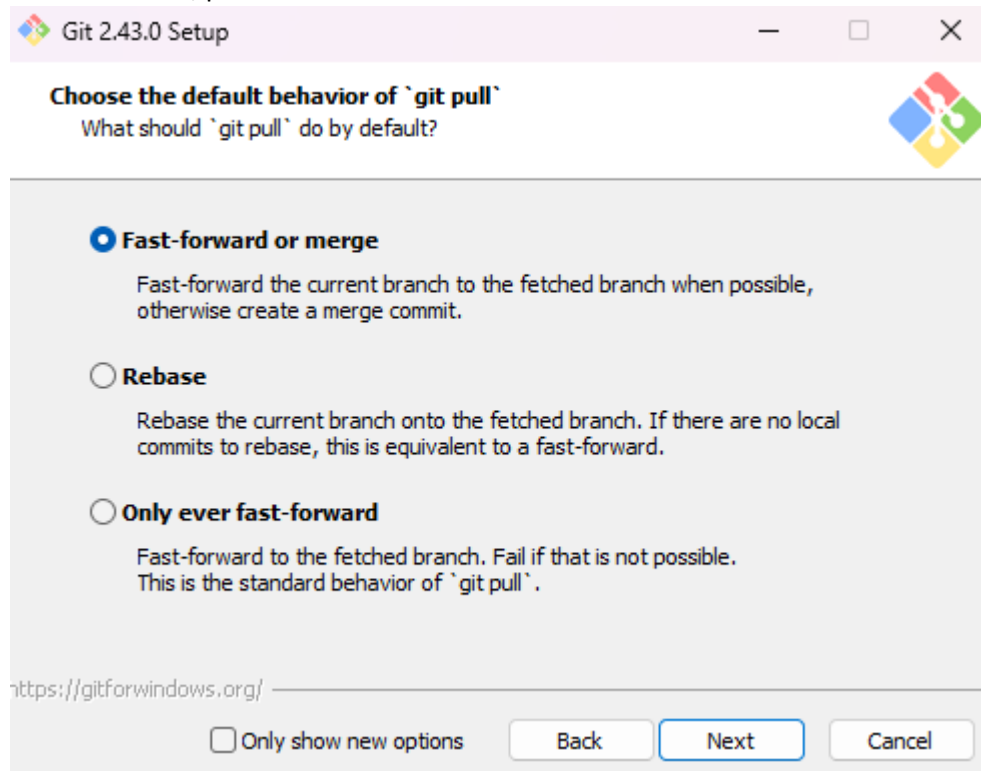 Git 2.43.0 Setup
Choose the default behavior of `git pull`
What should `git pull` do by default?
Fast-forward or merge
Fast-forward the current branch to the fetched branch when possible,
otherwise create a merge commit.
Rebase
Rebase the current branch onto the fetched branch. If there are no local
commits to rebase, this is equivalent to a fast-forward.
Only ever fast-forward
Fast-forward to the fetched branch. Fail if that is not possible.
This is the standard behavior of `git pull`.
https://gitforwindows.org/
Only show new options Back Next Cancel